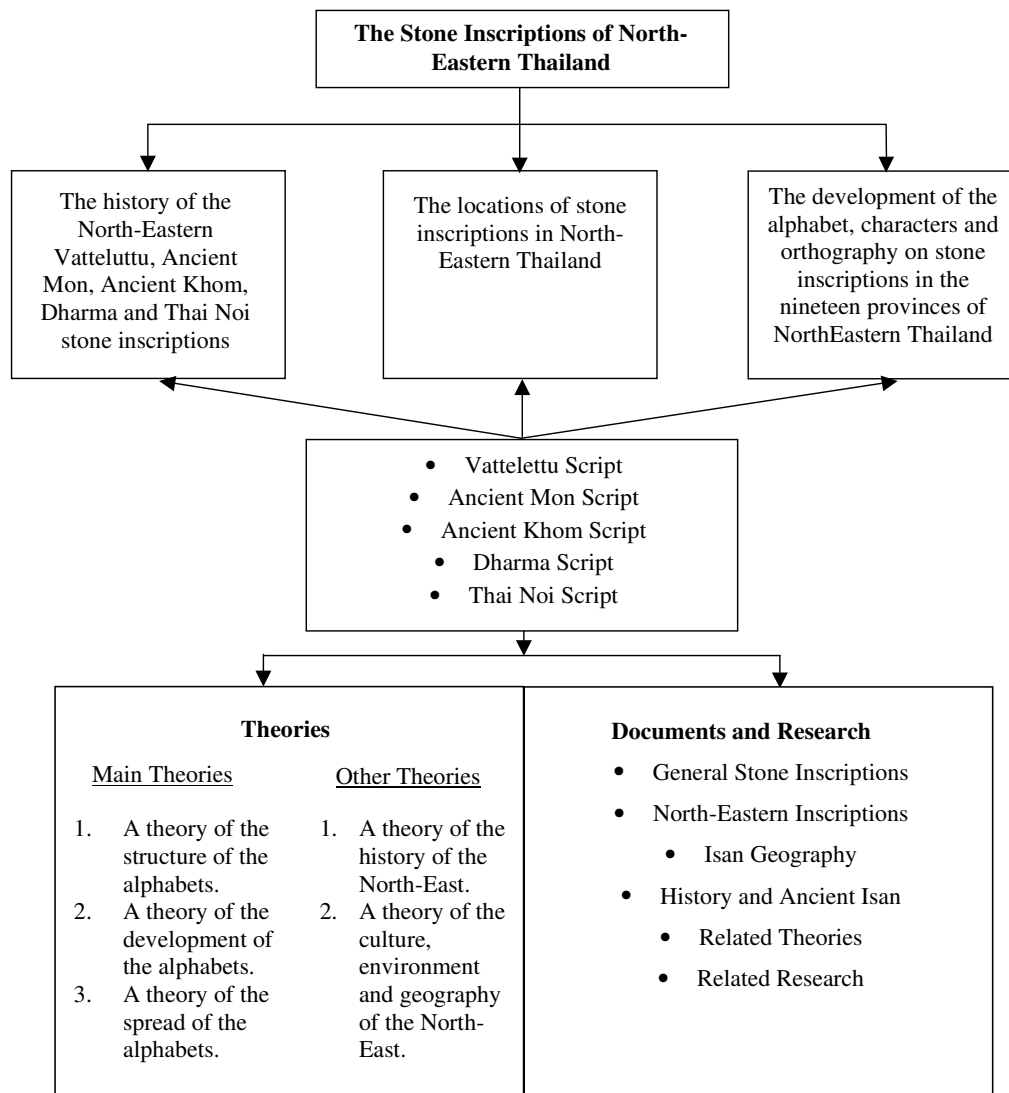 The Stone Inscriptions of North-
Eastern Thailand
The history of the
North-Eastern
Vatteluttu, Ancient
Mon, Ancient Khom,
Dharma and Thai Noi
stone inscriptions
The locations of stone
inscriptions in North-
Eastern Thailand
The development of the
alphabet, characters and
orthography on stone
inscriptions in the
nineteen provinces of
NorthEastern Thailand
• Vattelettu Script
• Ancient Mon Script
• Ancient Khom Script
• Dharma Script
• Thai Noi Script
Theories
Main Theories
1. A theory of the
structure of the
alphabets.
2. A theory of the
development of
the alphabets.
3. A theory of the
spread of the
alphabets.
Other Theories
1. A theory of the
history of the
North-East.
2. A theory of the
culture,
environment
and geography
of the North-
East.
Documents and Research
• General Stone Inscriptions
• North-Eastern Inscriptions
• Isan Geography
• History and Ancient Isan
• Related Theories
• Related Research